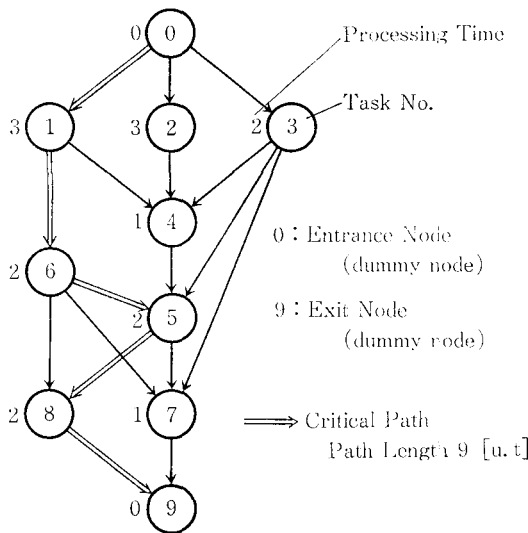 0 0
Processing Time
3 1 3 2 2 3
Task No.
1 4
0 : Entrance Node
(dummy node)
2 6
2 5
9 : Exit Node
(dummy node)
2 8 1 7
Critical Path
Path Length 9 [u.t]
0 9